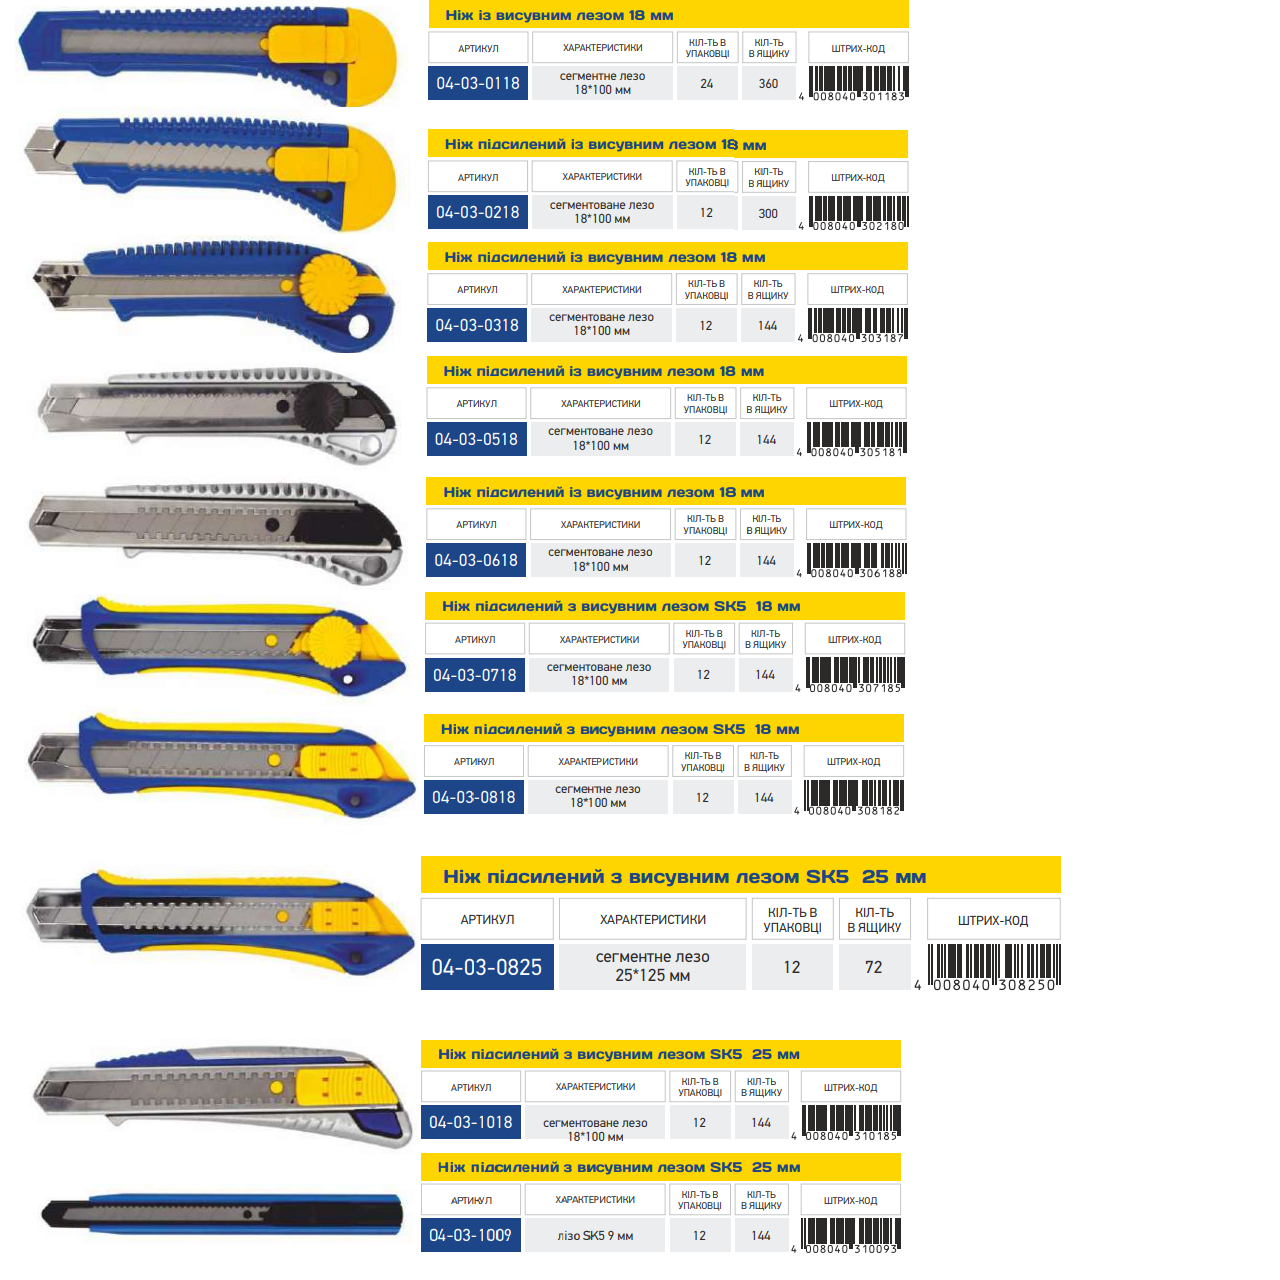 Ніж із висувним лезом 18 мм
АРТИКУЛ ХАРАКТЕРИСТИКИ КІЛ-ТЬ В УПАКОВЦІ КІЛ-ТЬ В ЯЩИКУ ШТРИХ-КОД
04-03-0118 сегментне лезо 18*100 мм 24 360 4 008040 301183
Ніж підсилений із висувним лезом 18 мм
АРТИКУЛ ХАРАКТЕРИСТИКИ КІЛ-ТЬ В УПАКОВЦІ КІЛ-ТЬ В ЯЩИКУ ШТРИХ-КОД
04-03-0218 сегментоване лезо 18*100 мм 12 300 4 008040 302180
Ніж підсилений із висувним лезом 18 мм
АРТИКУЛ ХАРАКТЕРИСТИКИ КІЛ-ТЬ В УПАКОВЦІ КІЛ-ТЬ В ЯЩИКУ ШТРИХ-КОД
04-03-0318 сегментоване лезо 18*100 мм 12 144 4 008040 303187
Ніж підсилений із висувним лезом 18 мм
АРТИКУЛ ХАРАКТЕРИСТИКИ КІЛ-ТЬ В УПАКОВЦІ КІЛ-ТЬ В ЯЩИКУ ШТРИХ-КОД
04-03-0518 сегментоване лезо 18*100 мм 12 144 4 008040 305181
Ніж підсилений із висувним лезом 18 мм
АРТИКУЛ ХАРАКТЕРИСТИКИ КІЛ-ТЬ В УПАКОВЦІ КІЛ-ТЬ В ЯЩИКУ ШТРИХ-КОД
04-03-0618 сегментоване лезо 18*100 мм 12 144 4 008040 306188
Ніж підсилений з висувним лезом SK5 18 мм
АРТИКУЛ ХАРАКТЕРИСТИКИ КІЛ-ТЬ В УПАКОВЦІ КІЛ-ТЬ В ЯЩИКУ ШТРИХ-КОД
04-03-0718 сегментоване лезо 18*100 мм 12 144 4 008040 307185
Ніж підсилений з висувним лезом SK5 18 мм
АРТИКУЛ ХАРАКТЕРИСТИКИ КІЛ-ТЬ В УПАКОВЦІ КІЛ-ТЬ В ЯЩИКУ ШТРИХ-КОД
04-03-0818 сегментне лезо 18*100 мм 12 144 4 008040 308182
Ніж підсилений з висувним лезом SK5 25 мм
АРТИКУЛ ХАРАКТЕРИСТИКИ КІЛ-ТЬ В УПАКОВЦІ КІЛ-ТЬ В ЯЩИКУ ШТРИХ-КОД
04-03-0825 сегментне лезо 25*125 мм 12 72 4 008040 308250
Ніж підсилений з висувним лезом SK5 25 мм
АРТИКУЛ ХАРАКТЕРИСТИКИ КІЛ-ТЬ В УПАКОВЦІ КІЛ-ТЬ В ЯЩИКУ ШТРИХ-КОД
04-03-1018 сегментоване лезо 18*100 мм 12 144 4 008040 310185
Ніж підсилений з висувним лезом SK5 25 мм
АРТИКУЛ ХАРАКТЕРИСТИКИ КІЛ-ТЬ В УПАКОВЦІ КІЛ-ТЬ В ЯЩИКУ ШТРИХ-КОД
04-03-1009 лізо SK5 9 мм 12 144 4 008040 310093